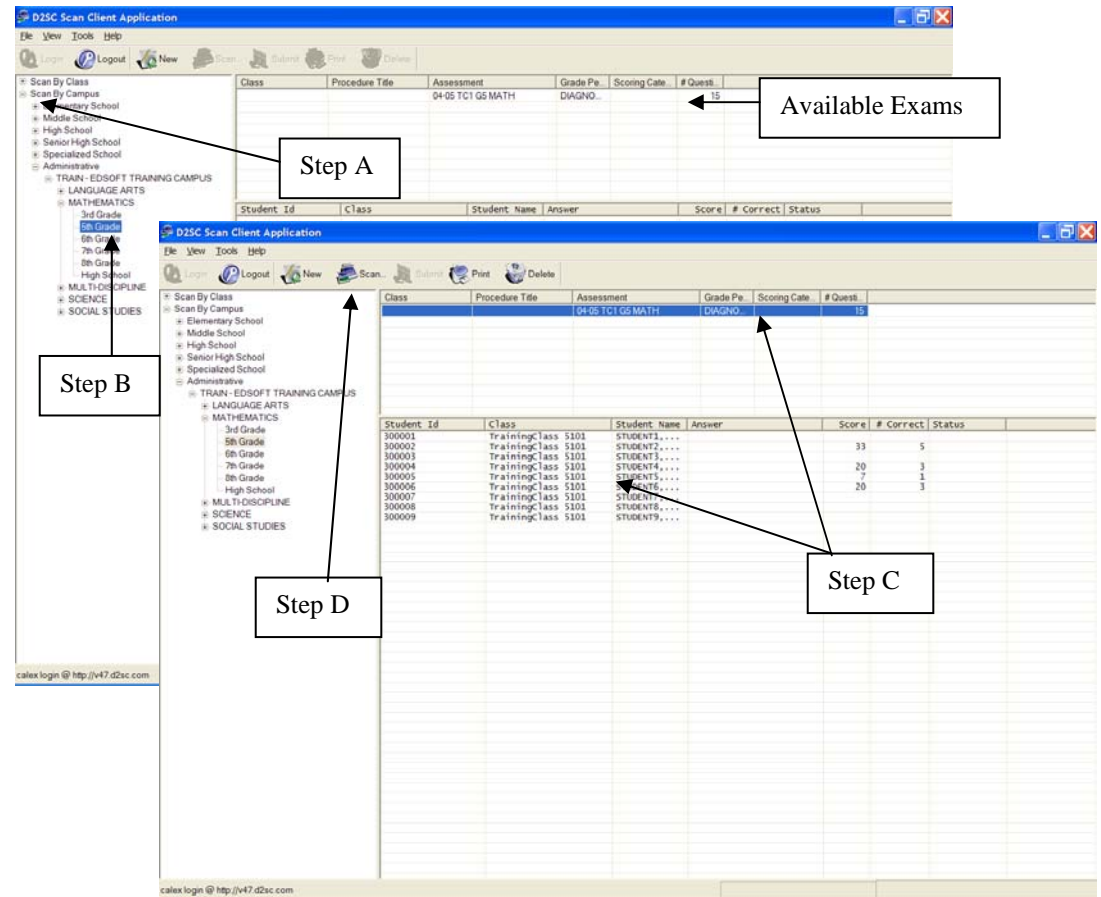 D2SC Scan Client Application
File View Tools Help
Login Logout New Scan.. Submit Print Delete
Scan By Class
Scan By Campus
Elementary School
Middle School
High School
Senior High School
Specialized School
Administrative
TRAIN - EDSOFT TRAINING CAMPUS
LANGUAGE ARTS
MATHEMATICS
3rd Grade
5th Grade
6th Grade
7th Grade
8th Grade
High School
MULTI-DISCIPLINE
SCIENCE
SOCIAL STUDIES
Class Procedure Title Assessment Grade Pe... Scoring Cate... # Questi...
04-05 TC1 G5 MATH DIAGNO... 15
Available Exams
Step A
Student Id Class Student Name Answer Score # Correct Status
Step B
calex login @ http://v47.d2sc.com
D2SC Scan Client Application
File View Tools Help
Login Logout New Scan.. Submit Print Delete
Scan By Class
Scan By Campus
Elementary School
Middle School
High School
Senior High School
Specialized School
Administrative
TRAIN - EDSOFT TRAINING CAMPUS
LANGUAGE ARTS
MATHEMATICS
3rd Grade
5th Grade
6th Grade
7th Grade
8th Grade
High School
MULTI-DISCIPLINE
SCIENCE
SOCIAL STUDIES
Class Procedure Title Assessment Grade Pe... Scoring Cate... # Questi...
04-05 TC1 G5 MATH DIAGNO... 15
Student Id Class Student Name Answer Score # Correct Status
300001 TrainingClass 5101 STUDENT1,...
300002 TrainingClass 5101 STUDENT2,... 33 5
300003 TrainingClass 5101 STUDENT3,...
300004 TrainingClass 5101 STUDENT4,... 20 3
300005 TrainingClass 5101 STUDENT5,... 7 1
300006 TrainingClass 5101 STUDENT6,... 20 3
300007 TrainingClass 5101 STUDENT7,...
300008 TrainingClass 5101 STUDENT8,...
300009 TrainingClass 5101 STUDENT9,...
Step C
Step D
calex login @ http://v47.d2sc.com